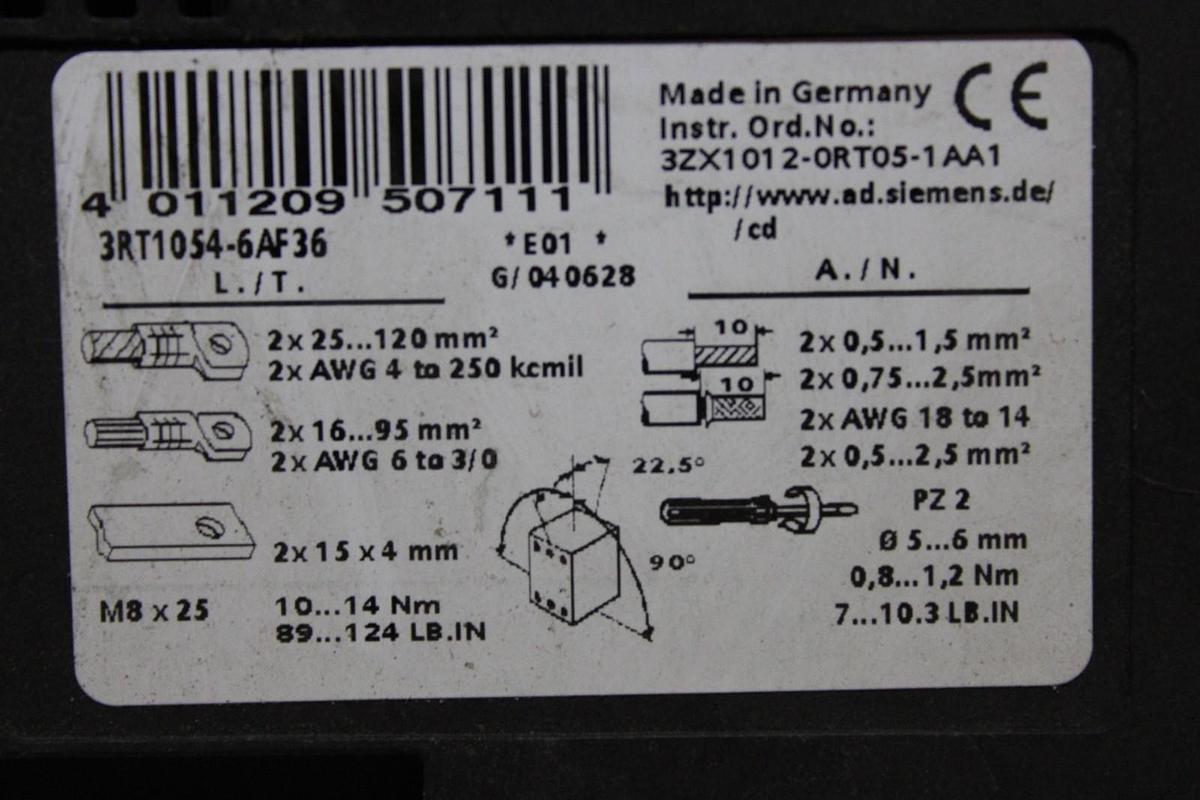 4 011209 507111
3RT1054-6AF36
*E01 *
G/040628
Made in Germany
CE
Instr. Ord.No.:
3ZX1012-0RT05-1AA1
http://www.ad.siemens.de/
/cd
L./T.
2x 25...120 mm²
2x AWG 4 to 250 kcmil
2x 16...95 mm²
2x AWG 6 to 3/0
2x 15 x 4 mm
M8 x 25
10...14 Nm
89...124 LB.IN
22,5°
90°
A./N.
10
10
2x 0,5...1,5 mm²
2x 0,75...2,5mm²
2x AWG 18 to 14
2x 0,5...2,5 mm²
PZ 2
Ø 5...6 mm
0,8...1,2 Nm
7...10.3 LB.IN